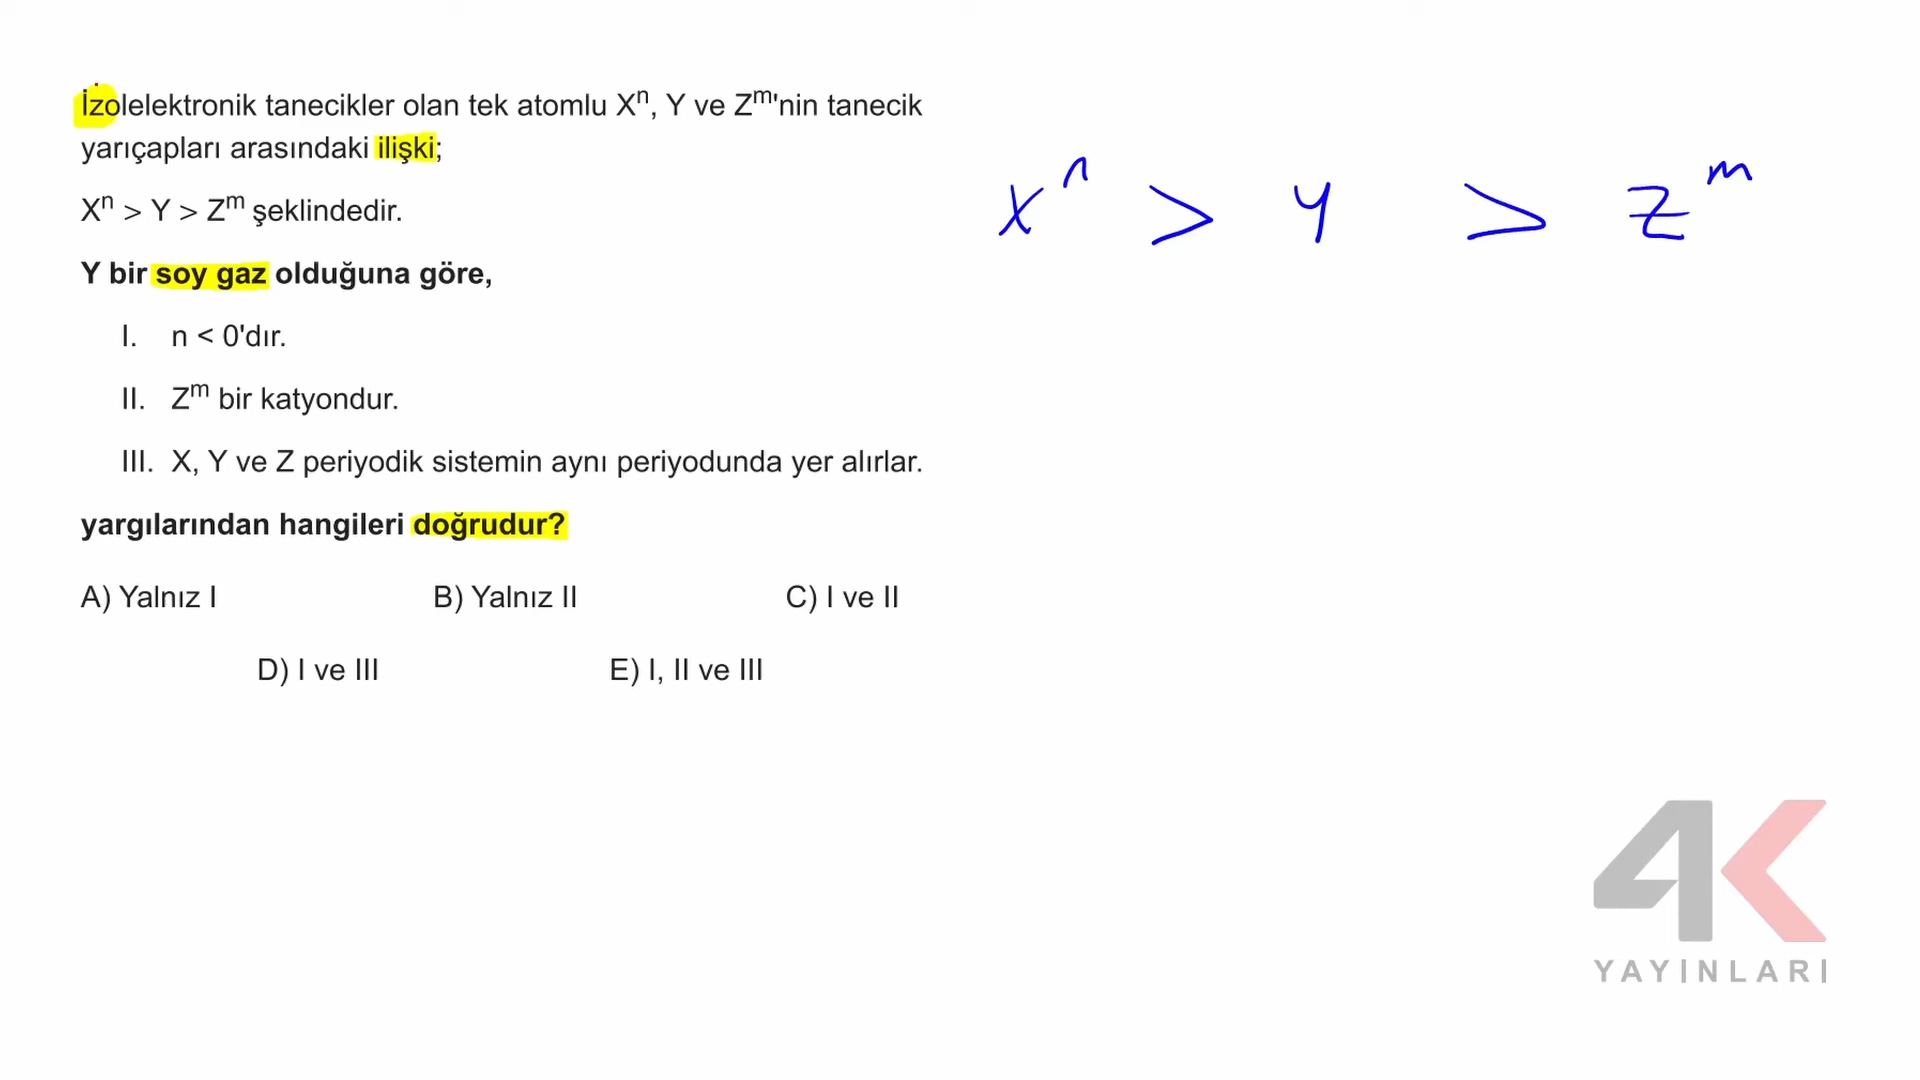 İzolelektronik tanecikler olan tek atomlu Xⁿ, Y ve Zᵐ'nin tanecik
yarıçapları arasındaki ilişki;
Xⁿ > Y > Zᵐ şeklindedir.
Y bir soy gaz olduğuna göre,
I. n < 0'dır.
II. Zᵐ bir katyondur.
III. X, Y ve Z periyodik sistemin aynı periyodunda yer alırlar.
yargılarından hangileri doğrudur?
A) Yalnız I B) Yalnız II C) I ve II
D) I ve III E) I, II ve III
Xⁿ > Y > Zᵐ
4K
YAYINLARI